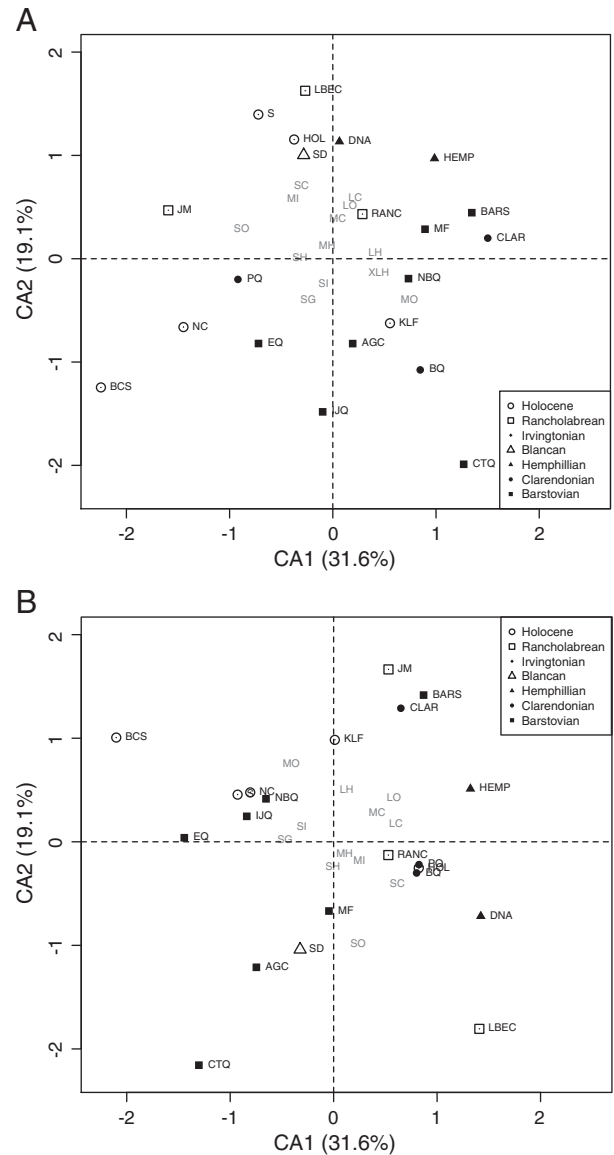 A
CA2 (19.1%)
2
1
0
-1
-2
LBEC
S
HOL
DNA
SD
HEMP
SC
MI
LC
LO
JM
RANC
BARS
MC
SO
MF
CLAR
MH
SH
LH
XLH
PQ
SI
NBQ
SG
MO
NC
KLF
EQ
AGC
BQ
BCS
IJQ
CTQ
Holocene
Rancholabrean
Irvingtonian
Blancan
Hemphillian
Clarendonian
Barstovian
-2 -1 0 1 2
CA1 (31.6%)
B
CA2 (19.1%)
2
1
0
-1
-2
Holocene
Rancholabrean
Irvingtonian
Blancan
Hemphillian
Clarendonian
Barstovian
JM
BARS
CLAR
BCS
KLF
MO
NC
SH
HEMP
NBQ
LO
IJQ
MC
SI
LC
EQ
SG
MH
RANC
MI
PQ
SH
HOL
BQ
SC
MF
DNA
SO
SD
AGC
LBEC
CTQ
-2 -1 0 1 2
CA1 (31.6%)